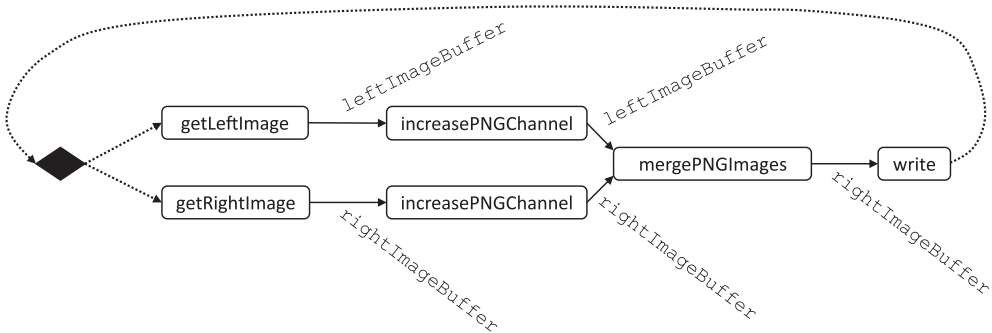 leftImageBuffer
leftImageBuffer
getLeftImage
increasePNGChannel
mergePNGImages
write
getRightImage
increasePNGChannel
rightImageBuffer
rightImageBuffer
rightImageBuffer